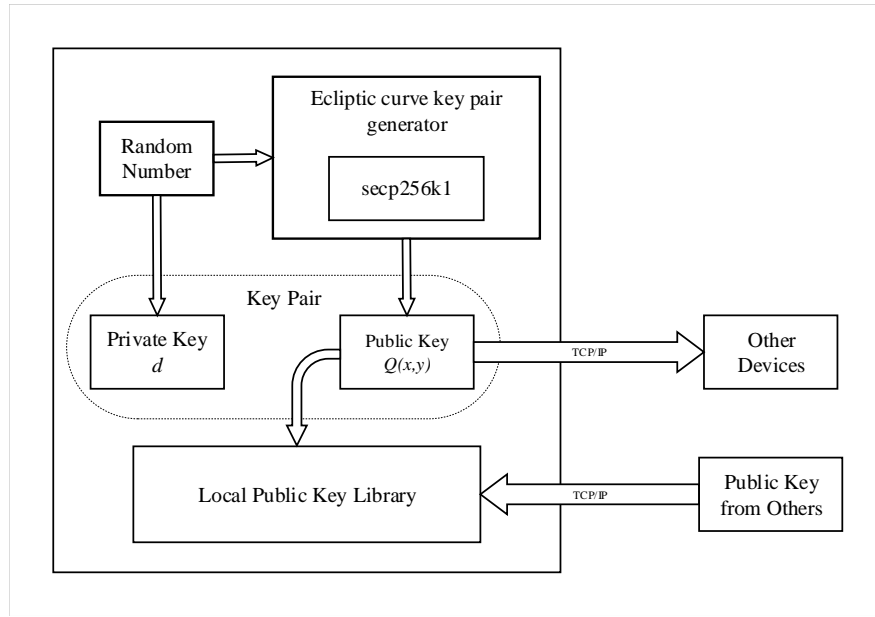 Ecliptic curve key pair
generator
Random
Number
secp256k1
Key Pair
Private Key
d
Public Key
Q(x,y)
TCP/IP
Other
Devices
Local Public Key Library
TCP/IP
Public Key
from Others